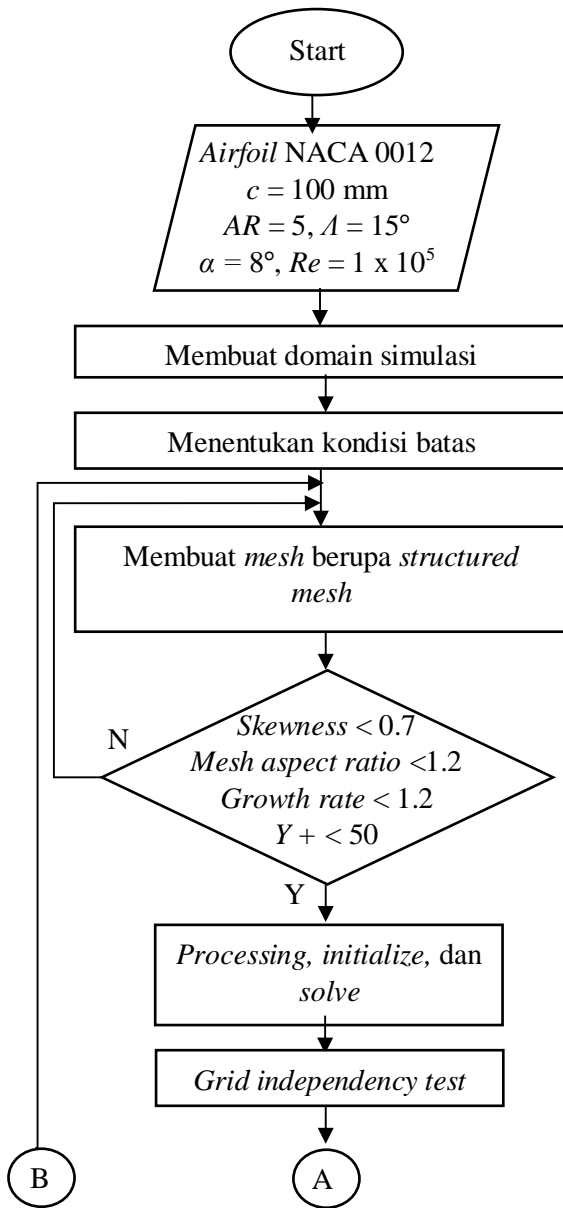 Start
Airfoil NACA 0012
c = 100 mm
AR = 5, Λ = 15°
α = 8°, Re = 1 x 10⁵
Membuat domain simulasi
Menentukan kondisi batas
Membuat mesh berupa structured
mesh
N
Skewness < 0.7
Mesh aspect ratio <1.2
Growth rate < 1.2
Y + < 50
Y
Processing, initialize, dan
solve
Grid independency test
B
A